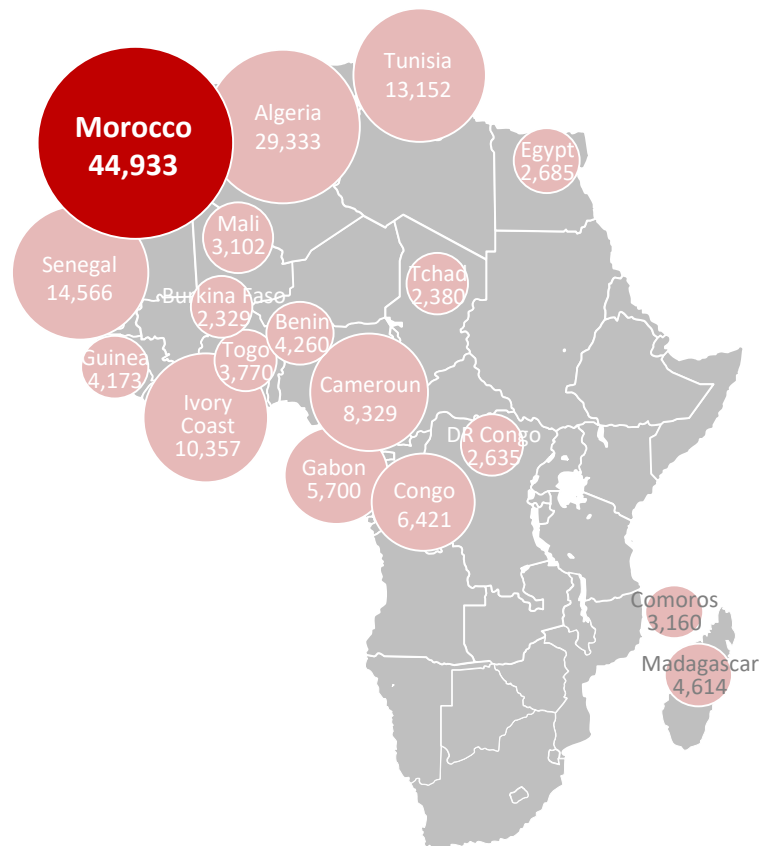 Tunisia
13,152
Algeria
29,333
Morocco
44,933
Egypt
2,685
Mali
3,102
Senegal
14,566
Tchad
2,380
Burkina Faso
2,329
Benin
4,260
Togo
3,770
Guinea
4,173
Cameroun
8,329
Ivory
Coast
10,357
DR Congo
2,635
Gabon
5,700
Congo
6,421
Comoros
3,160
Madagascar
4,614